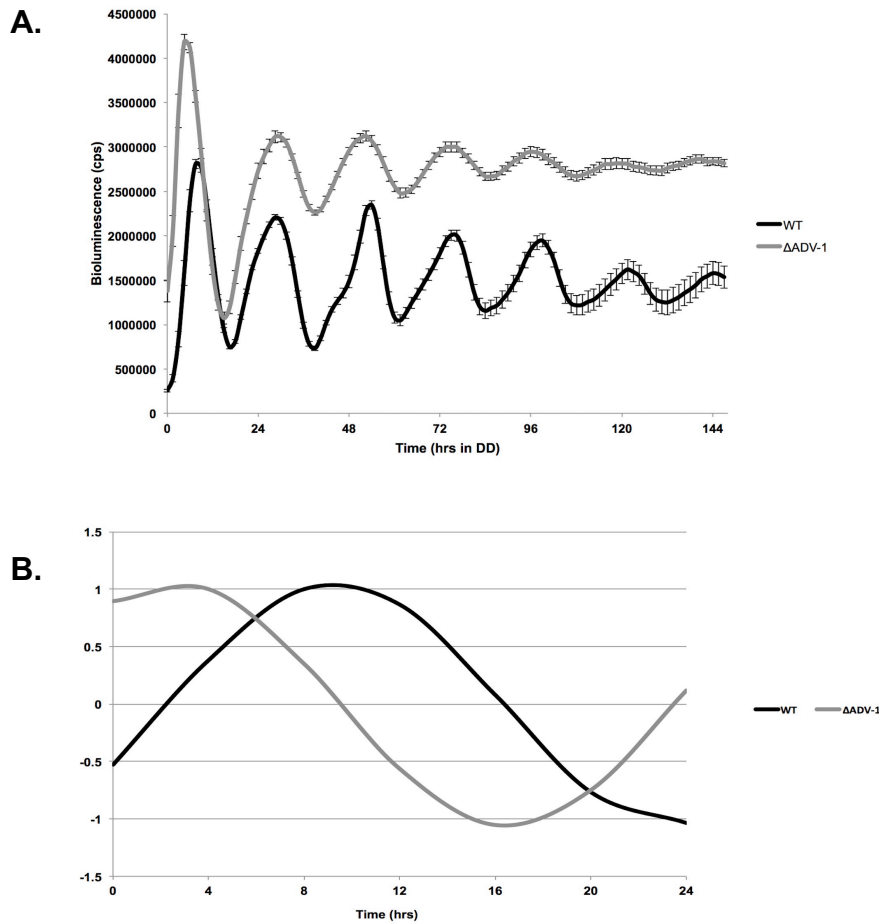 A.
4500000
4000000
3500000
3000000
2500000
2000000
1500000
1000000
500000
0
Bioluminescence (cps)
0 24 48 72 96 120 144
Time (hrs in DD)
WT
ΔADV-1
B.
1.5
1
0.5
0
-0.5
-1
-1.5
0 4 8 12 16 20 24
Time (hrs)
WT ΔADV-1